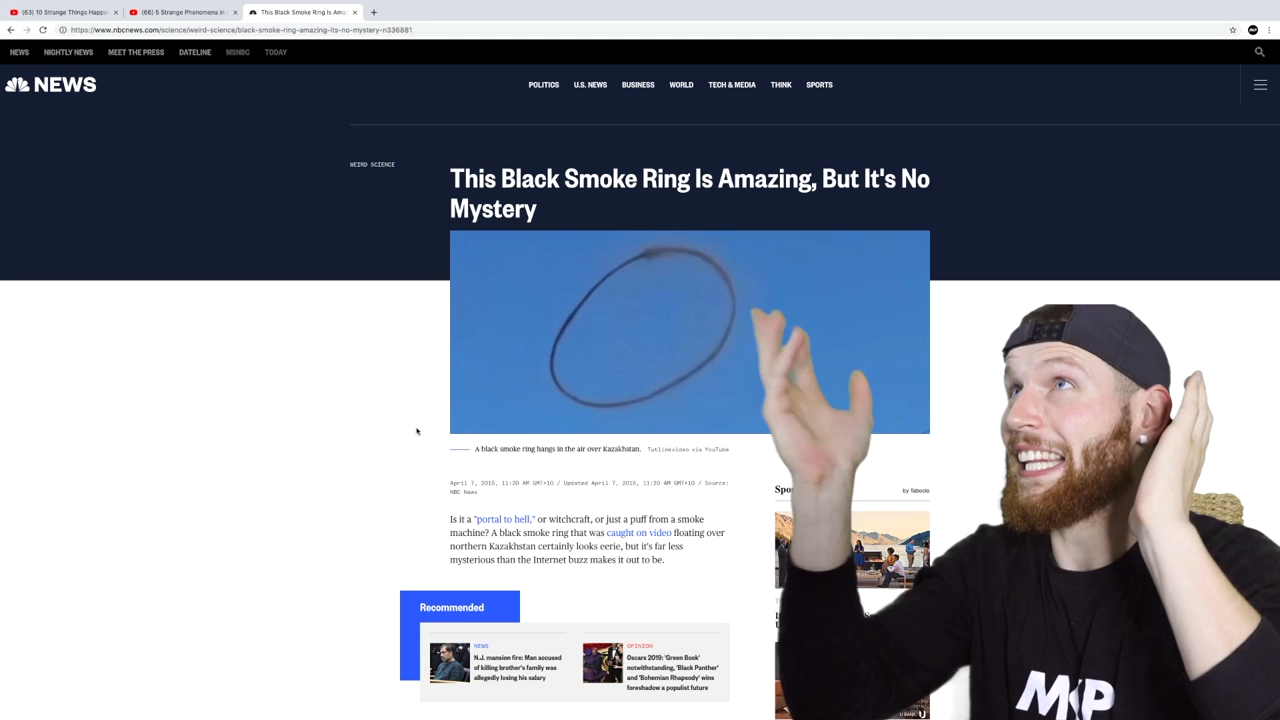 (63) 10 Strange Things Happe
(66) 5 Strange Phenomena in
This Black Smoke Ring Is Ama
https://www.nbcnews.com/science/weird-science/black-smoke-ring-amazing-its-no-mystery-n336881
NEWS NIGHTLY NEWS MEET THE PRESS DATELINE MSNBC TODAY
NEWS
POLITICS U.S. NEWS BUSINESS WORLD TECH & MEDIA THINK SPORTS
WEIRD SCIENCE
This Black Smoke Ring Is Amazing, But It's No
Mystery
A black smoke ring hangs in the air over Kazakhstan. Tutlinkvideo via YouTube
April 7, 2015, 11:20 AM GMT+10 / Updated April 7, 2015, 11:20 AM GMT+10 / Source:
NBC News
Spo
by Taboola
Is it a "portal to hell," or witchcraft, or just a puff from a smoke
machine? A black smoke ring that was caught on video floating over
northern Kazakhstan certainly looks eerie, but it's far less
mysterious than the Internet buzz makes it out to be.
Recommended
NEWS
N.J. mansion fire: Man accused
of killing brother's family was
allegedly losing his salary
OPINION
Oscars 2019: 'Green Book'
notwithstanding, 'Black Panther'
and 'Bohemian Rhapsody' wins
foreshadow a populist future
U BANK